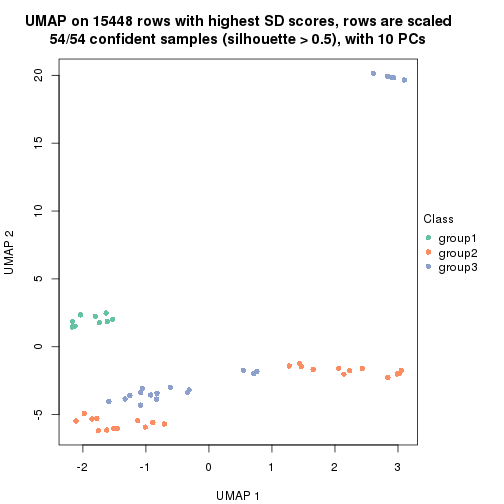 UMAP on 15448 rows with highest SD scores, rows are scaled
54/54 confident samples (silhouette > 0.5), with 10 PCs
20
15
10
5
0
-5
UMAP 2
-2
-1
0
1
2
3
UMAP 1
Class
group1
group2
group3